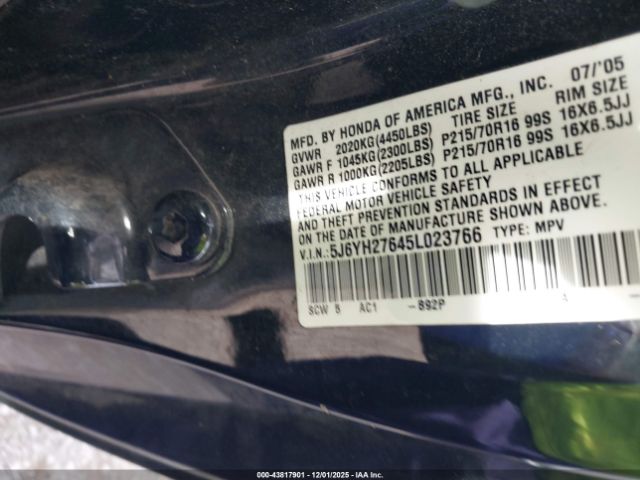 MFD. BY HONDA OF AMERICA MFG., INC. 07/'05
GVWR 2020KG(4450LBS) TIRE SIZE RIM SIZE
GAWR F 1045KG(2300LBS) P215/70R16 99S 16X6.5JJ
GAWR R 1000KG(2205LBS) P215/70R16 99S 16X6.5JJ
THIS VEHICLE CONFORMS TO ALL APPLICABLE
FEDERAL MOTOR VEHICLE SAFETY
AND THEFT PREVENTION STANDARDS IN EFFECT
ON THE DATE OF MANUFACTURE SHOWN ABOVE.
V.I.N.:5J6YH27645L023766 TYPE: MPV
SCW 5 AC1 -B92P A
000-43817901 - 12/01/2025 - IAA Inc.